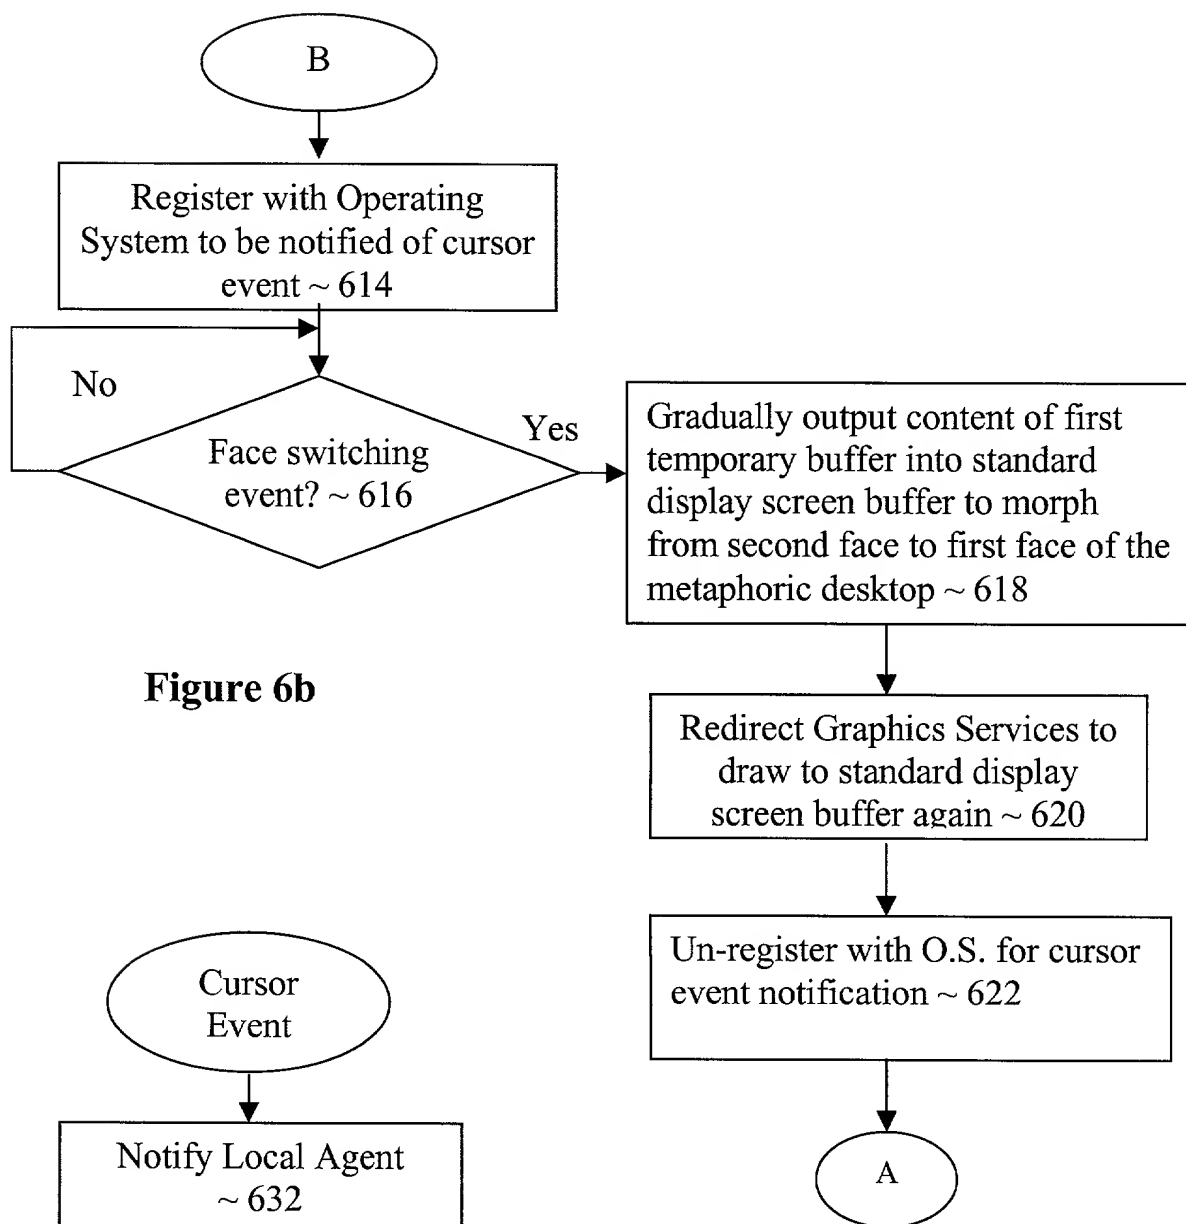 B
Register with Operating
System to be notified of cursor
event ~ 614
No
Face switching
event? ~ 616
Yes
Gradually output content of first
temporary buffer into standard
display screen buffer to morph
from second face to first face of the
metaphoric desktop ~ 618
Figure 6b
Redirect Graphics Services to
draw to standard display
screen buffer again ~ 620
Un-register with O.S. for cursor
event notification ~ 622
Cursor
Event
Notify Local Agent
~ 632
A